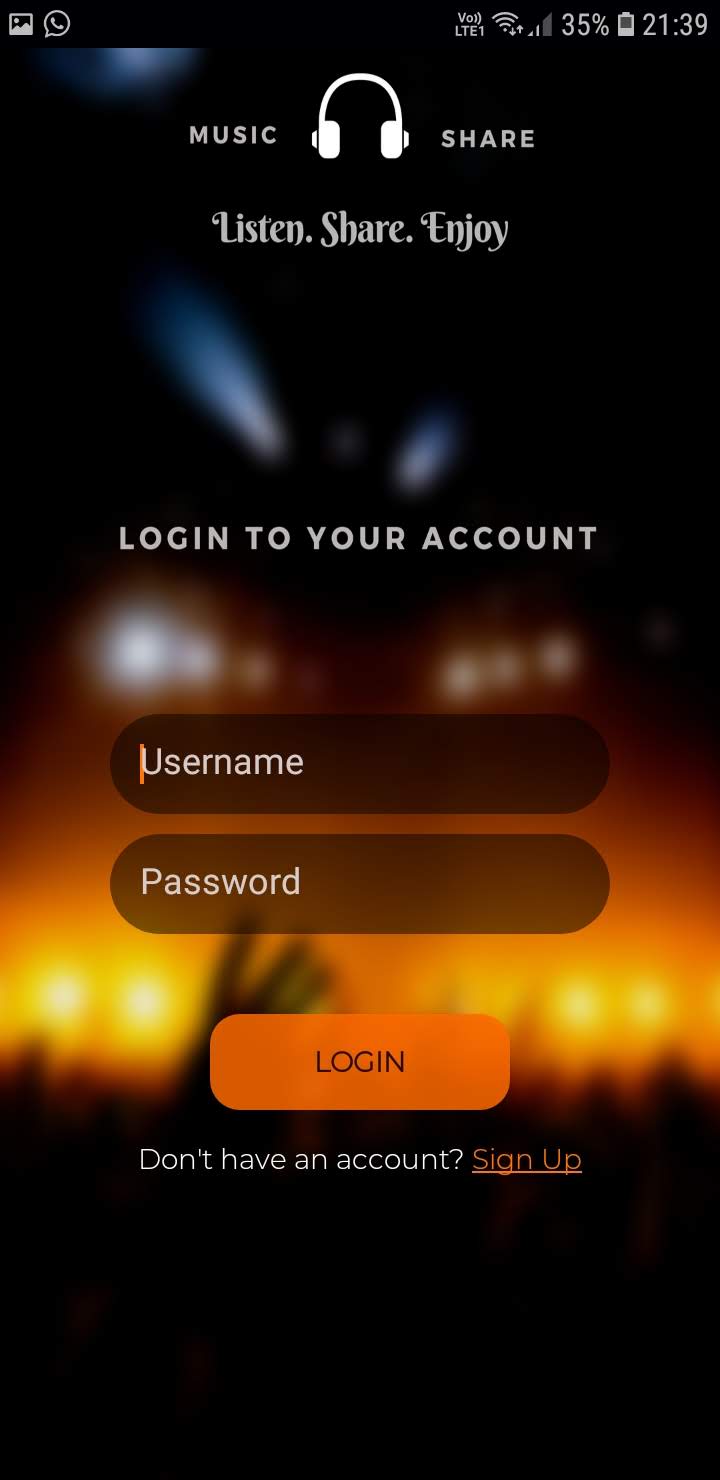 Vo)) LTE1 35% 21:39
MUSIC SHARE
Listen. Share. Enjoy
LOGIN TO YOUR ACCOUNT
Username
Password
LOGIN
Don't have an account? Sign Up